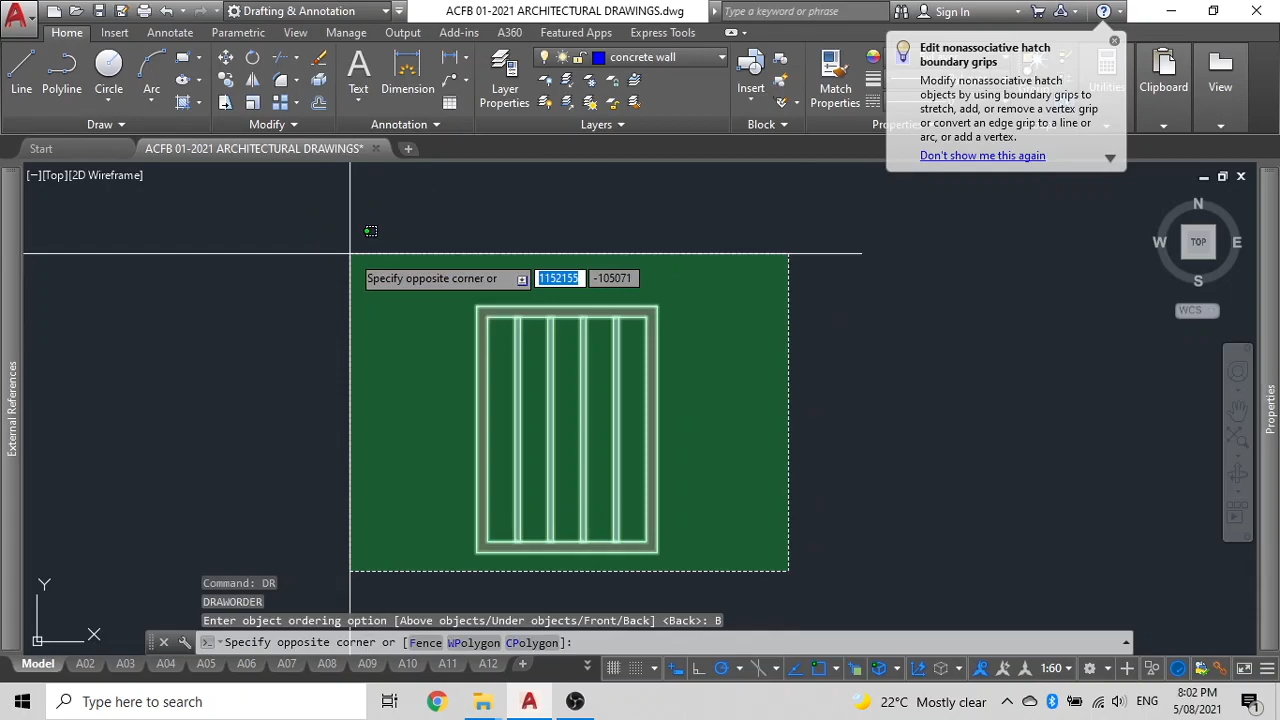 Drafting & Annotation
ACFB 01-2021 ARCHITECTURAL DRAWINGS.dwg
Type a keyword or phrase
Sign In
Home
Insert
Annotate
Parametric
View
Manage
Output
Add-ins
A360
Featured Apps
Express Tools
Line
Polyline
Circle
Arc
Text
Dimension
Layer
Properties
concrete wall
Insert
Match
Properties
Utilities
Clipboard
View
Draw
Modify
Annotation
Layers
Block
Edit nonassociative hatch
boundary grips
Modify nonassociative hatch
objects by using boundary grips to
stretch, add, or remove a vertex grip
or convert an edge grip to a line or
arc, or add a vertex.
Don't show me this again
Start
ACFB 01-2021 ARCHITECTURAL DRAWINGS*
[−][Top][2D Wireframe]
N
W
TOP
E
S
WCS
Specify opposite corner or
1152155
-105071
External References
Properties
Y
X
Command: DR
DRAWORDER
Enter object ordering option [Above objects/Under objects/Front/Back] <Back>: B
Specify opposite corner or [Fence WPolygon CPolygon]:
Model
A02
A03
A04
A05
A06
A07
A08
A09
A10
A11
A12
1:60
Type here to search
22°C
Mostly clear
ENG
8:02 PM
5/08/2021
1